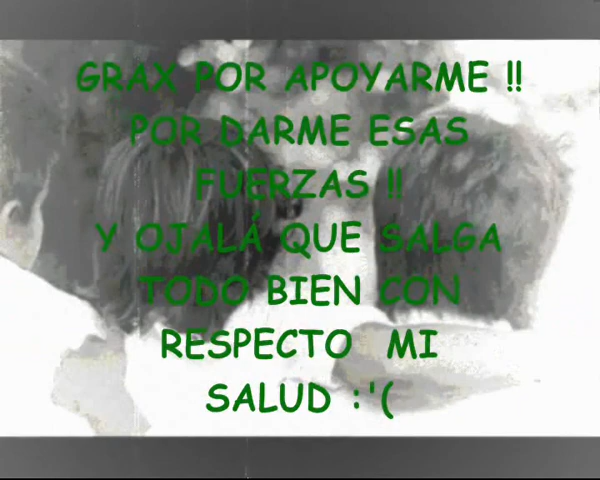 GRAX POR APOYARME !!
POR DARME ESAS
FUERZAS !!
Y OJALÁ QUE SALGA
TODO BIEN CON
RESPECTO MI
SALUD :'(